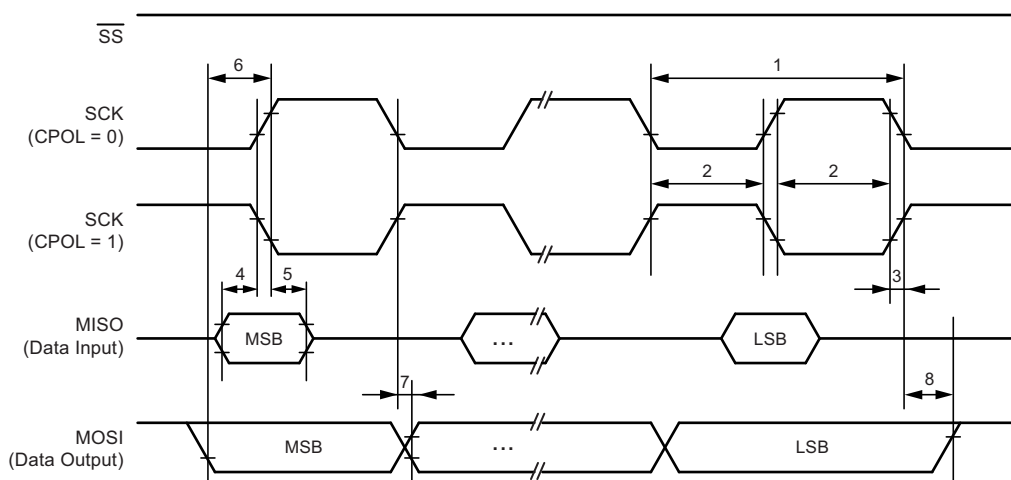 SS
6
1
SCK
(CPOL = 0)
2
2
SCK
(CPOL = 1)
4
5
3
MISO
(Data Input)
MSB
...
LSB
7
8
MOSI
(Data Output)
MSB
...
LSB